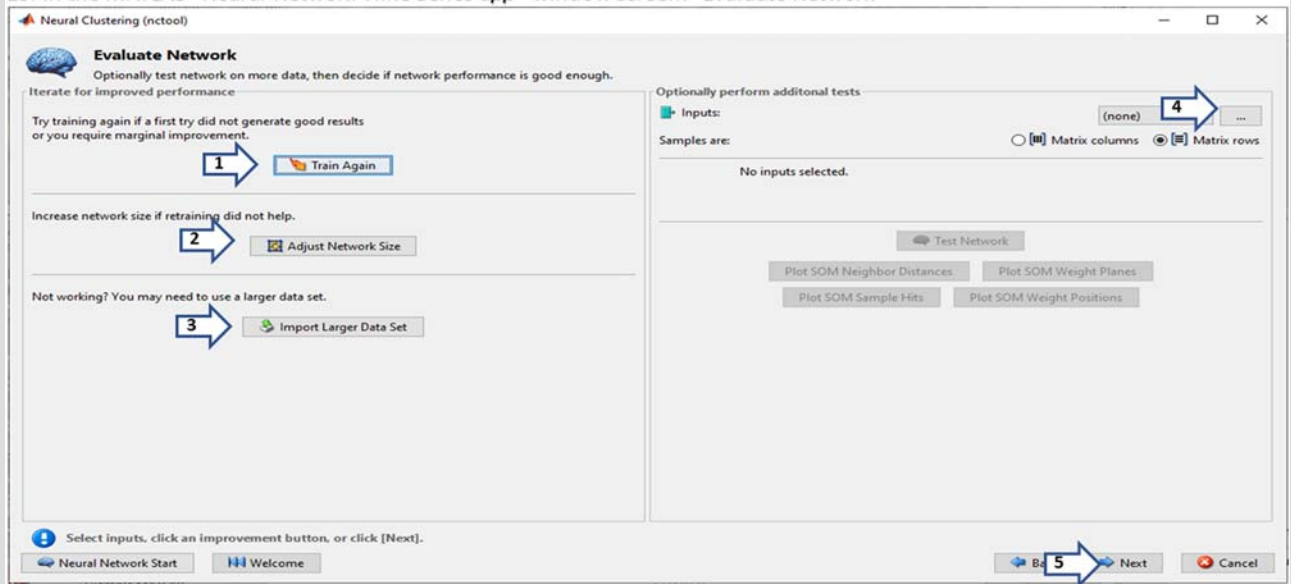 Neural Clustering (nctool)
Evaluate Network
Optionally test network on more data, then decide if network performance is good enough.
Iterate for improved performance
Try training again if a first try did not generate good results
or you require marginal improvement.
1
Train Again
Increase network size if retraining did not help.
2
Adjust Network Size
Not working? You may need to use a larger data set.
3
Import Larger Data Set
Optionally perform additonal tests
Inputs:
(none)
4
...
Samples are:
Matrix columns
Matrix rows
No inputs selected.
Test Network
Plot SOM Neighbor Distances
Plot SOM Weight Planes
Plot SOM Sample Hits
Plot SOM Weight Positions
Select inputs, click an improvement button, or click [Next].
Neural Network Start
Welcome
Ba
5
Next
Cancel